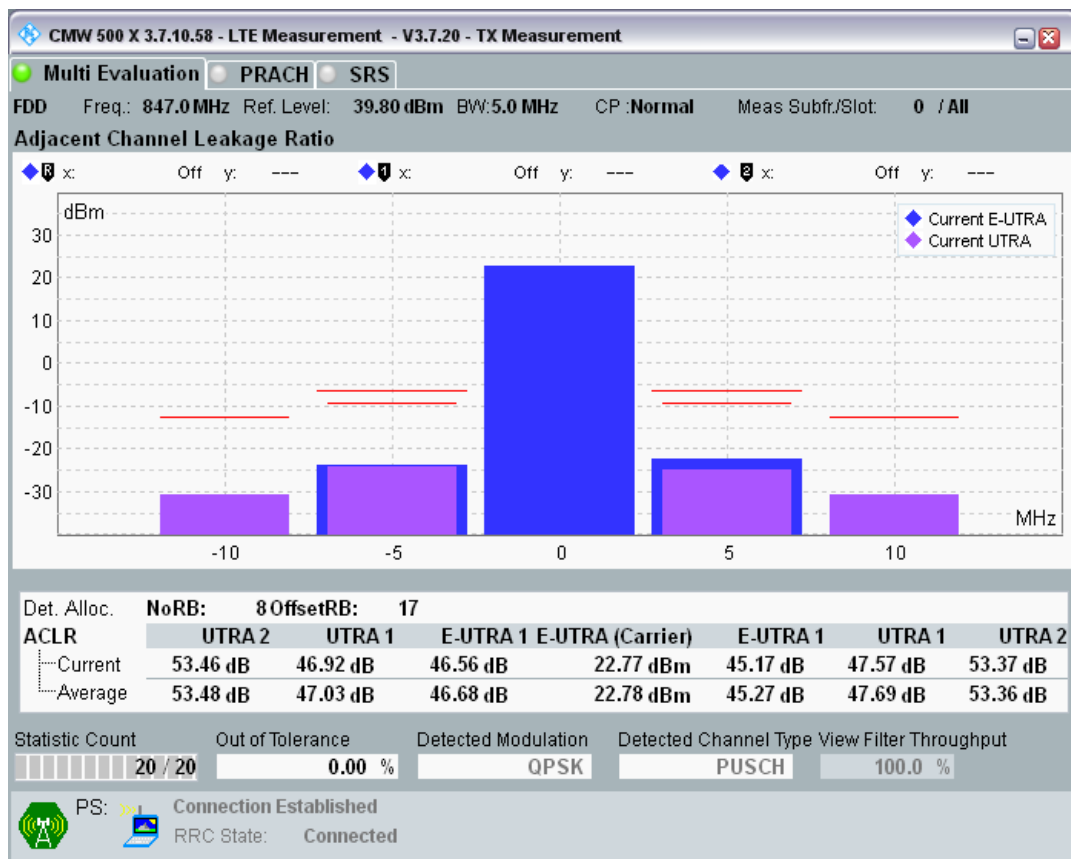 CMW 500 X 3.7.10.58 - LTE Measurement - V3.7.20 - TX Measurement
Multi Evaluation PRACH SRS
FDD Freq.: 847.0 MHz Ref. Level: 39.80 dBm BW:5.0 MHz CP :Normal Meas Subfr./Slot: 0 / All
Adjacent Channel Leakage Ratio
R x: Off y: --- 1 x: Off y: --- 2 x: Off y: ---
dBm
Current E-UTRA
Current UTRA
30
20
10
0
-10
-20
-30
MHz
-10 -5 0 5 10
Det. Alloc. NoRB: 8 OffsetRB: 17
ACLR UTRA 2 UTRA 1 E-UTRA 1 E-UTRA (Carrier) E-UTRA 1 UTRA 1 UTRA 2
Current 53.46 dB 46.92 dB 46.56 dB 22.77 dBm 45.17 dB 47.57 dB 53.37 dB
Average 53.48 dB 47.03 dB 46.68 dB 22.78 dBm 45.27 dB 47.69 dB 53.36 dB
Statistic Count Out of Tolerance Detected Modulation Detected Channel Type View Filter Throughput
20 / 20 0.00 % QPSK PUSCH 100.0 %
PS: Connection Established
RRC State: Connected